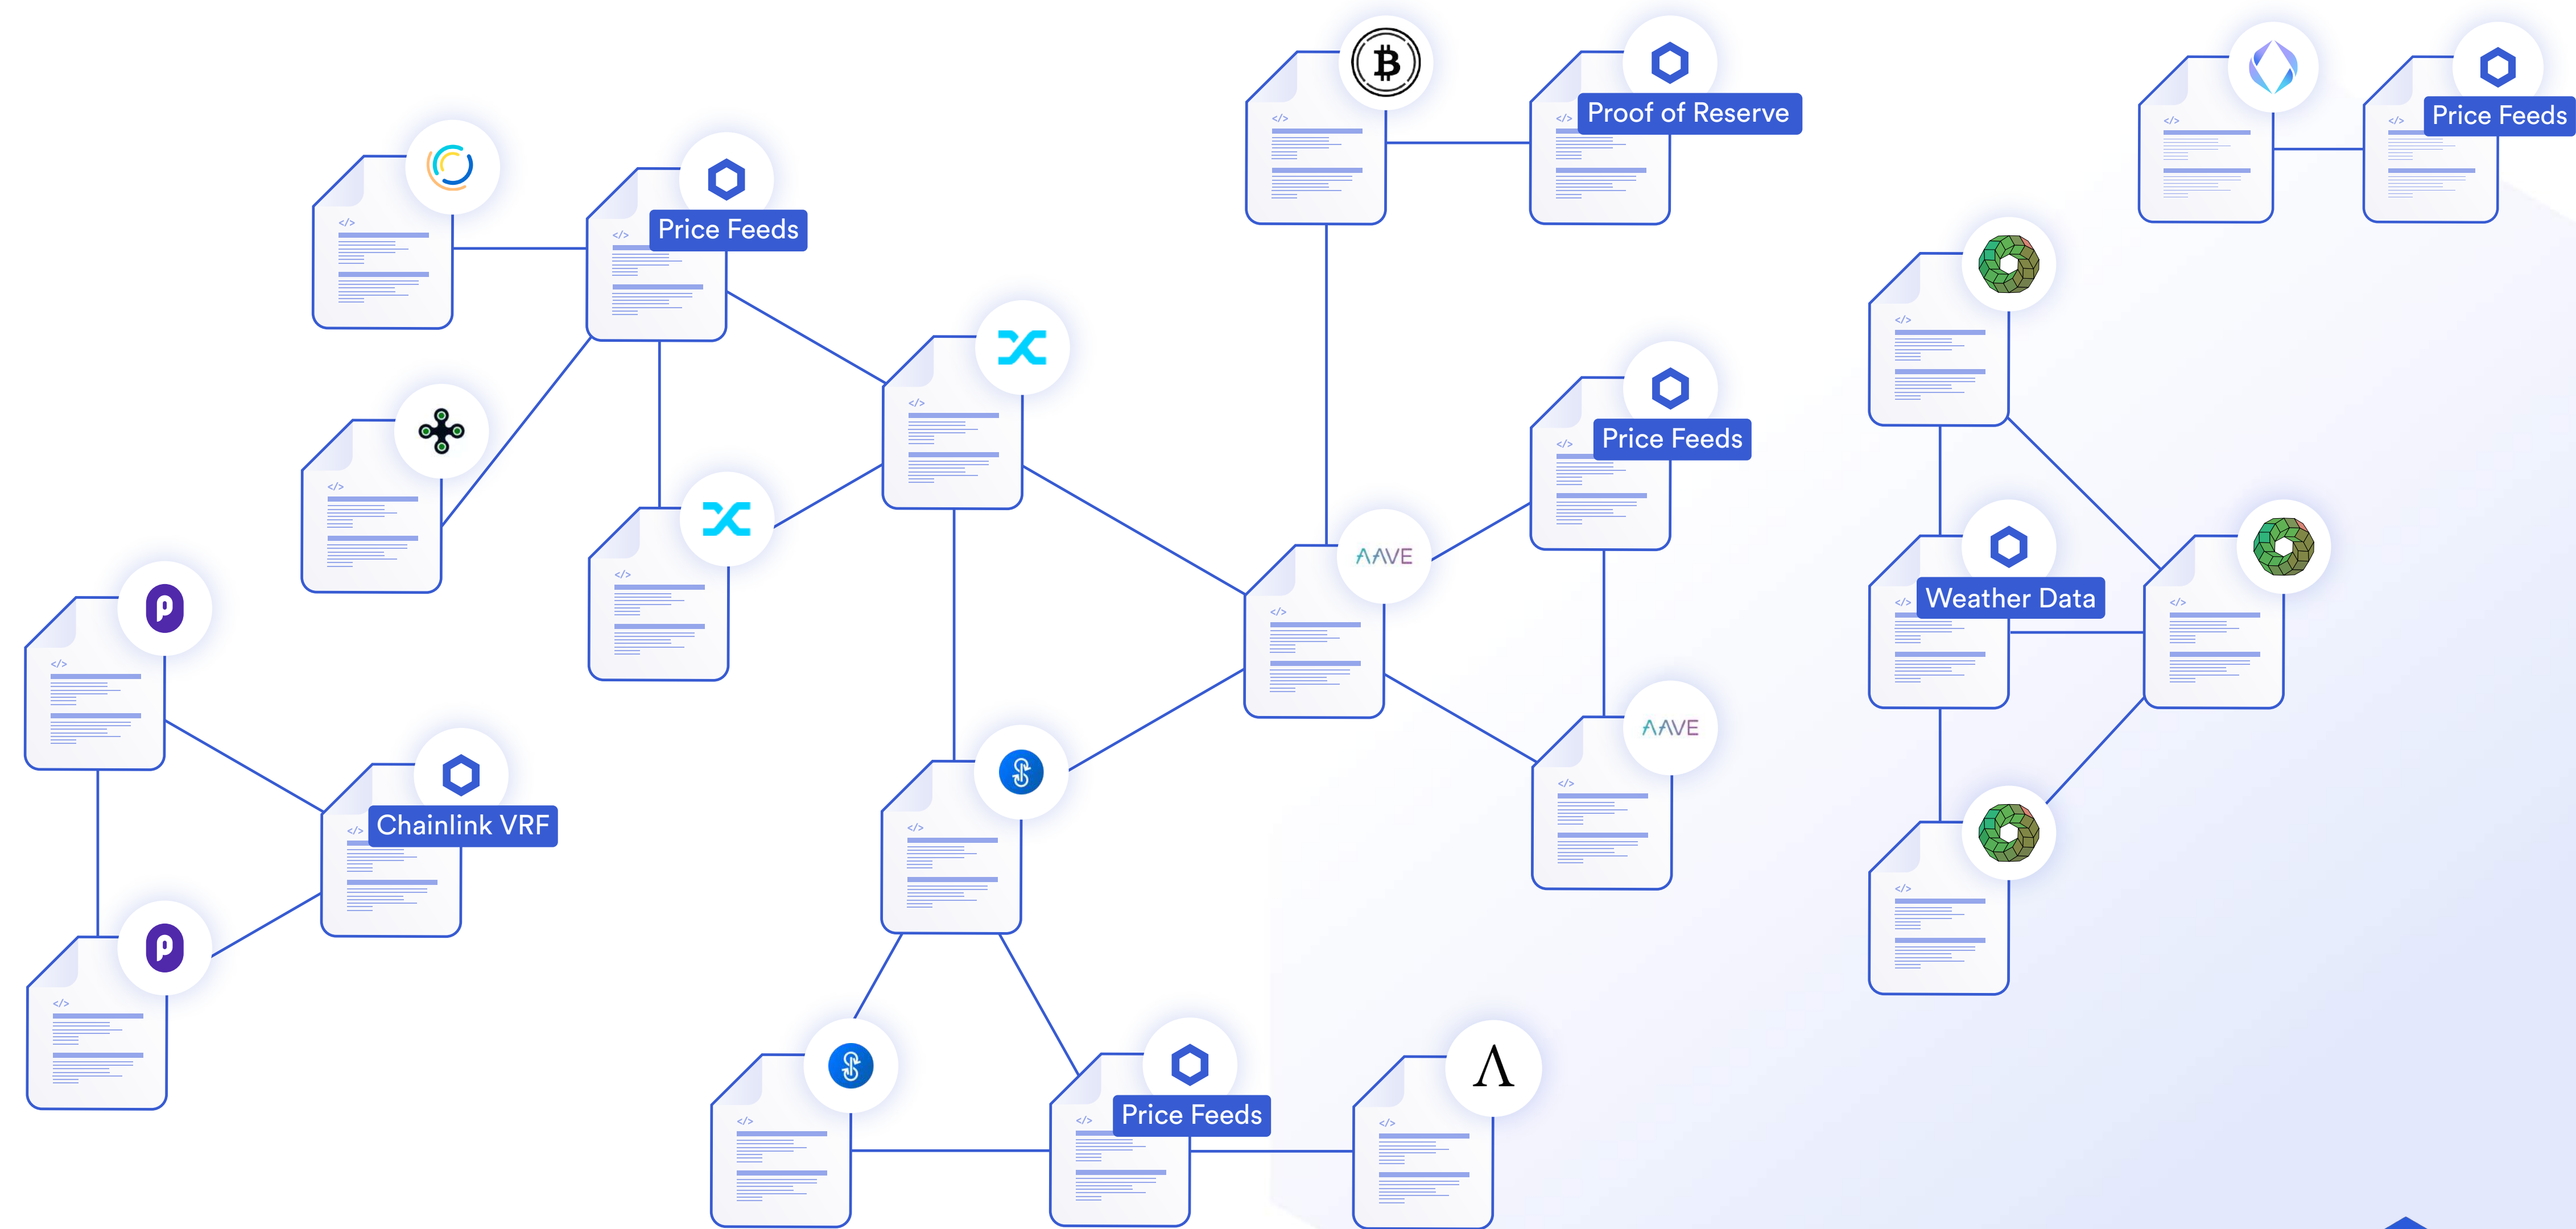 Proof of Reserve
Price Feeds
Price Feeds
Price Feeds
AAVE
Weather Data
AAVE
Chainlink VRF
Price Feeds